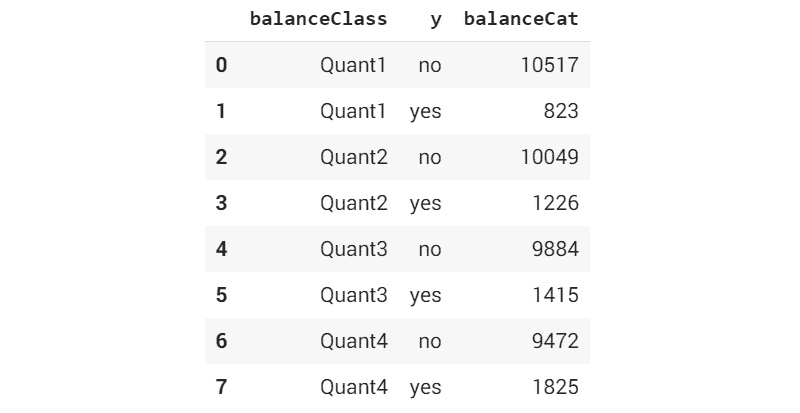 balanceClass y balanceCat
0 Quant1 no 10517
1 Quant1 yes 823
2 Quant2 no 10049
3 Quant2 yes 1226
4 Quant3 no 9884
5 Quant3 yes 1415
6 Quant4 no 9472
7 Quant4 yes 1825